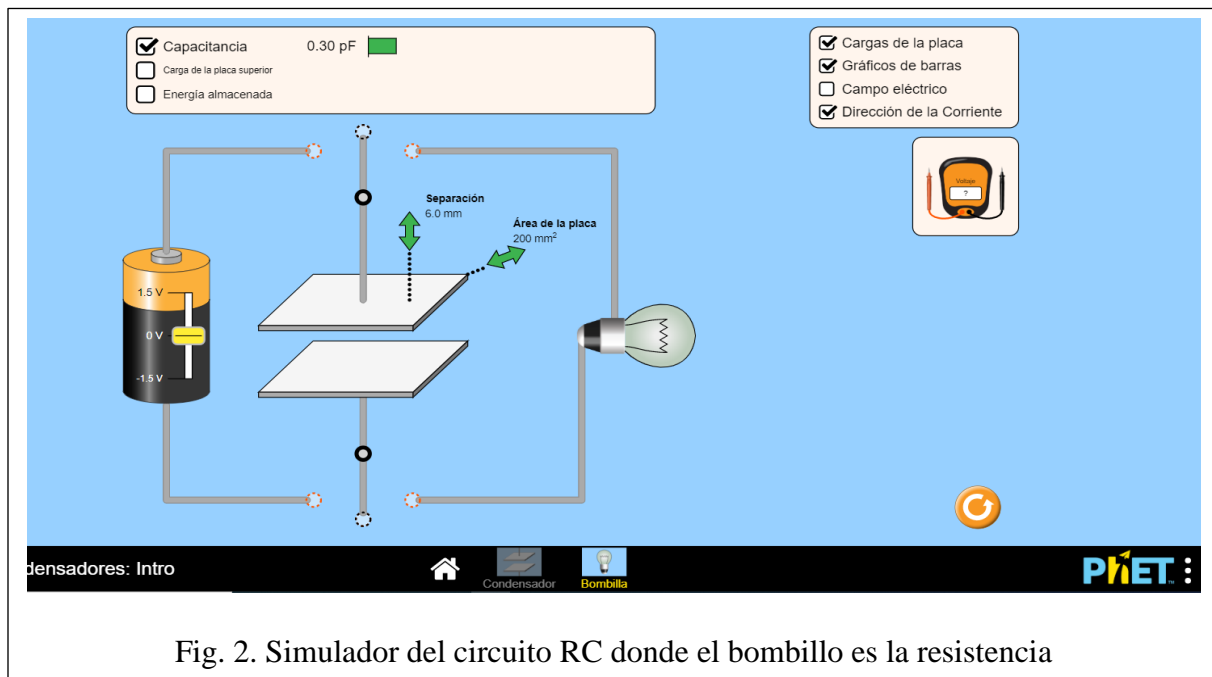 Capacitancia 0.30 pF
Carga de la placa superior
Energía almacenada
Cargas de la placa
Gráficos de barras
Campo eléctrico
Dirección de la Corriente
Voltaje
?
Separación
6.0 mm
Área de la placa
200 mm²
1.5 V
0 V
-1.5 V
densadores: Intro
Condensador
Bombilla
PhET
Fig. 2. Simulador del circuito RC donde el bombillo es la resistencia